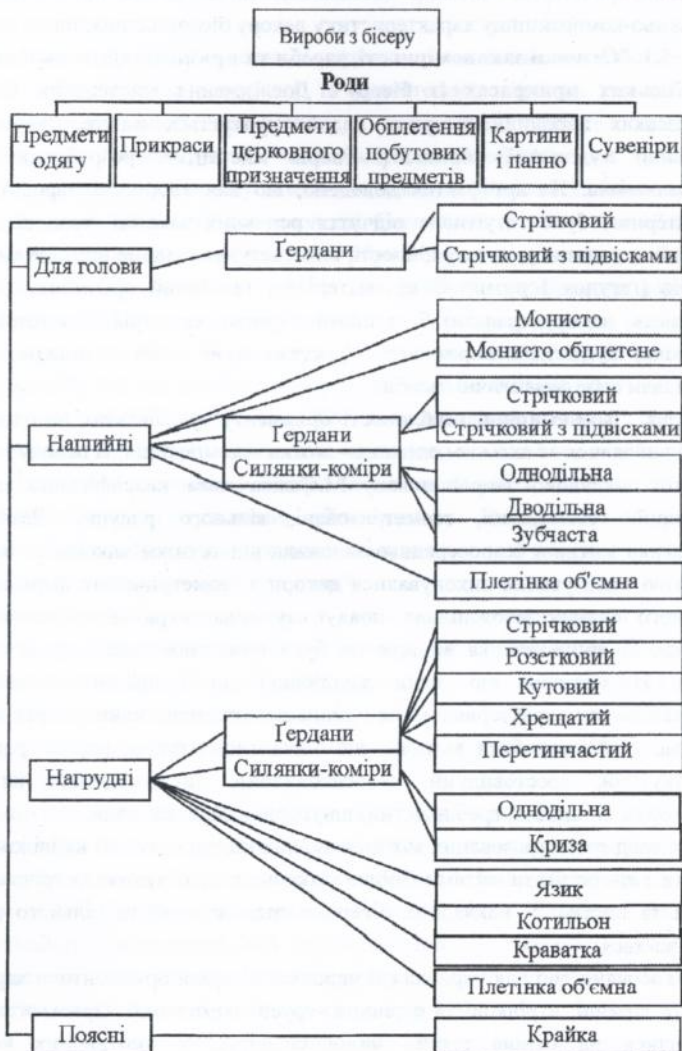 Вироби з бісеру
Роди
Предмети одягу
Прикраси
Предмети церковного призначення
Обплетення побутових предметів
Картини панно
Сувеніри
Для голови
Ґердани
Стрічковий
Стрічковий з підвісками
Нашийні
Монисто
Монисто обплетене
Ґердани
Стрічковий
Стрічковий з підвісками
Силянки-коміри
Однодільна
Дводільна
Зубчаста
Плетінка об'ємна
Нагрудні
Ґердани
Стрічковий
Розстковий
Кутовий
Хрещатий
Перетинчастий
Силянки-коміри
Однодільна
Криза
Язик
Котильон
Краватка
Плетінка об'ємна
Поясні
Крайка